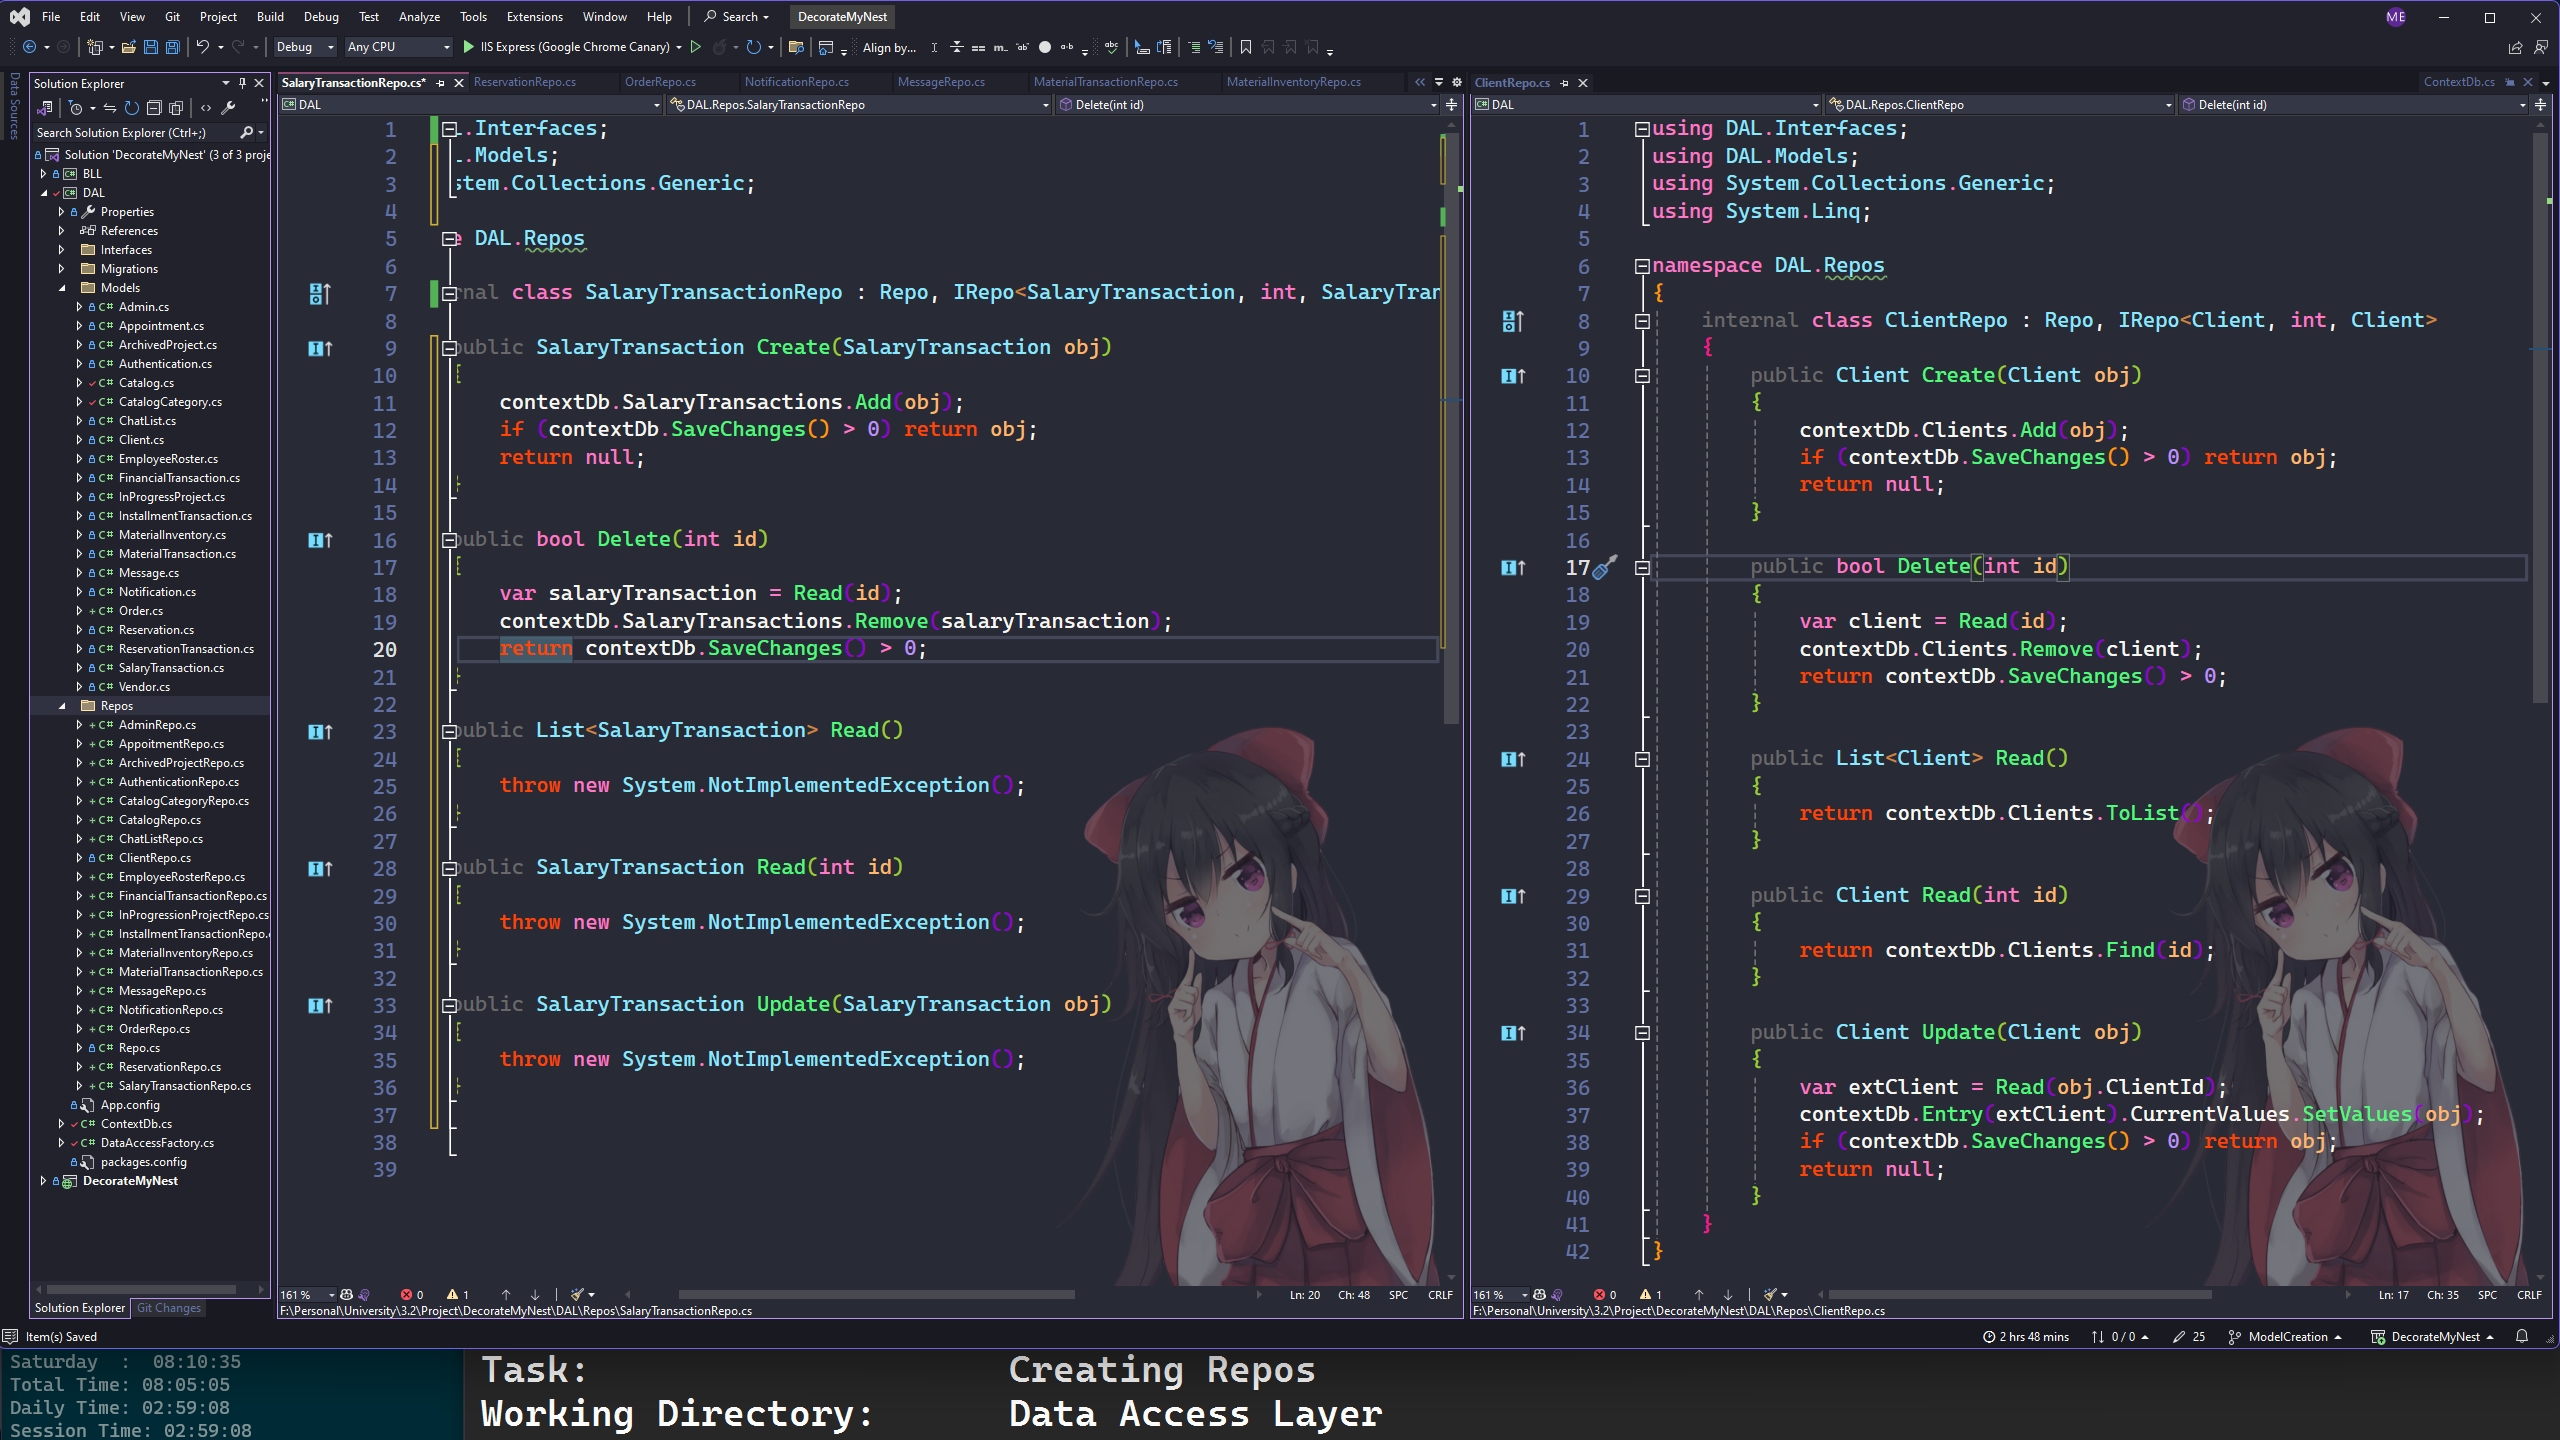 File Edit View Git Project Build Debug Test Analyze Tools Extensions Window Help Search DecorateMyNest ME
Debug Any CPU IIS Express (Google Chrome Canary) Align by...
Data Sources
Solution Explorer
Search Solution Explorer (Ctrl+;)
Solution 'DecorateMyNest' (3 of 3 proje
BLL
DAL
Properties
References
Interfaces
Migrations
Models
C# Admin.cs
C# Appointment.cs
C# ArchivedProject.cs
C# Authentication.cs
C# Catalog.cs
C# CatalogCategory.cs
C# ChatList.cs
C# Client.cs
C# EmployeeRoster.cs
C# FinancialTransaction.cs
C# InProgressProject.cs
C# InstallmentTransaction.cs
C# MaterialInventory.cs
C# MaterialTransaction.cs
C# Message.cs
C# Notification.cs
C# Order.cs
C# Reservation.cs
C# ReservationTransaction.cs
C# SalaryTransaction.cs
C# Vendor.cs
Repos
C# AdminRepo.cs
C# AppoitmentRepo.cs
C# ArchivedProjectRepo.cs
C# AuthenticationRepo.cs
C# CatalogCategoryRepo.cs
C# CatalogRepo.cs
C# ChatListRepo.cs
C# ClientRepo.cs
C# EmployeeRosterRepo.cs
C# FinancialTransactionRepo.cs
C# InProgressionProjectRepo.cs
C# InstallmentTransactionRepo.
C# MaterialInventoryRepo.cs
C# MaterialTransactionRepo.cs
C# MessageRepo.cs
C# NotificationRepo.cs
C# OrderRepo.cs
C# Repo.cs
C# ReservationRepo.cs
C# SalaryTransactionRepo.cs
App.config
C# ContextDb.cs
C# DataAccessFactory.cs
packages.config
DecorateMyNest
Solution Explorer Git Changes
SalaryTransactionRepo.cs* ReservationRepo.cs OrderRepo.cs NotificationRepo.cs MessageRepo.cs MaterialTransactionRepo.cs MaterialInventoryRepo.cs
DAL DAL.Repos.SalaryTransactionRepo Delete(int id)
1 .Interfaces;
2 .Models;
3 stem.Collections.Generic;
4
5 DAL.Repos
6
7 rnal class SalaryTransactionRepo : Repo, IRepo<SalaryTransaction, int, SalaryTran
8
9 public SalaryTransaction Create(SalaryTransaction obj)
10 {
11 contextDb.SalaryTransactions.Add(obj);
12 if (contextDb.SaveChanges() > 0) return obj;
13 return null;
14 }
15
16 public bool Delete(int id)
17 {
18 var salaryTransaction = Read(id);
19 contextDb.SalaryTransactions.Remove(salaryTransaction);
20 return contextDb.SaveChanges() > 0;
21 }
22
23 public List<SalaryTransaction> Read()
24 {
25 throw new System.NotImplementedException();
26 }
27
28 public SalaryTransaction Read(int id)
29 {
30 throw new System.NotImplementedException();
31 }
32
33 public SalaryTransaction Update(SalaryTransaction obj)
34 {
35 throw new System.NotImplementedException();
36 }
37
38
39
161 % 0 1 Ln: 20 Ch: 48 SPC CRLF
F:\Personal\University\3.2\Project\DecorateMyNest\DAL\Repos\SalaryTransactionRepo.cs
ClientRepo.cs ContextDb.cs
DAL DAL.Repos.ClientRepo Delete(int id)
1 using DAL.Interfaces;
2 using DAL.Models;
3 using System.Collections.Generic;
4 using System.Linq;
5
6 namespace DAL.Repos
7 {
8 internal class ClientRepo : Repo, IRepo<Client, int, Client>
9 {
10 public Client Create(Client obj)
11 {
12 contextDb.Clients.Add(obj);
13 if (contextDb.SaveChanges() > 0) return obj;
14 return null;
15 }
16
17 public bool Delete(int id)
18 {
19 var client = Read(id);
20 contextDb.Clients.Remove(client);
21 return contextDb.SaveChanges() > 0;
22 }
23
24 public List<Client> Read()
25 {
26 return contextDb.Clients.ToList();
27 }
28
29 public Client Read(int id)
30 {
31 return contextDb.Clients.Find(id);
32 }
33
34 public Client Update(Client obj)
35 {
36 var extClient = Read(obj.ClientId);
37 contextDb.Entry(extClient).CurrentValues.SetValues(obj);
38 if (contextDb.SaveChanges() > 0) return obj;
39 return null;
40 }
41 }
42 }
161 % 0 1 Ln: 17 Ch: 35 SPC CRLF
F:\Personal\University\3.2\Project\DecorateMyNest\DAL\Repos\ClientRepo.cs
Item(s) Saved 2 hrs 48 mins 0 / 0 25 ModelCreation DecorateMyNest
Saturday : 08:10:35
Total Time: 08:05:05
Daily Time: 02:59:08
Session Time: 02:59:08
Task: Creating Repos
Working Directory: Data Access Layer